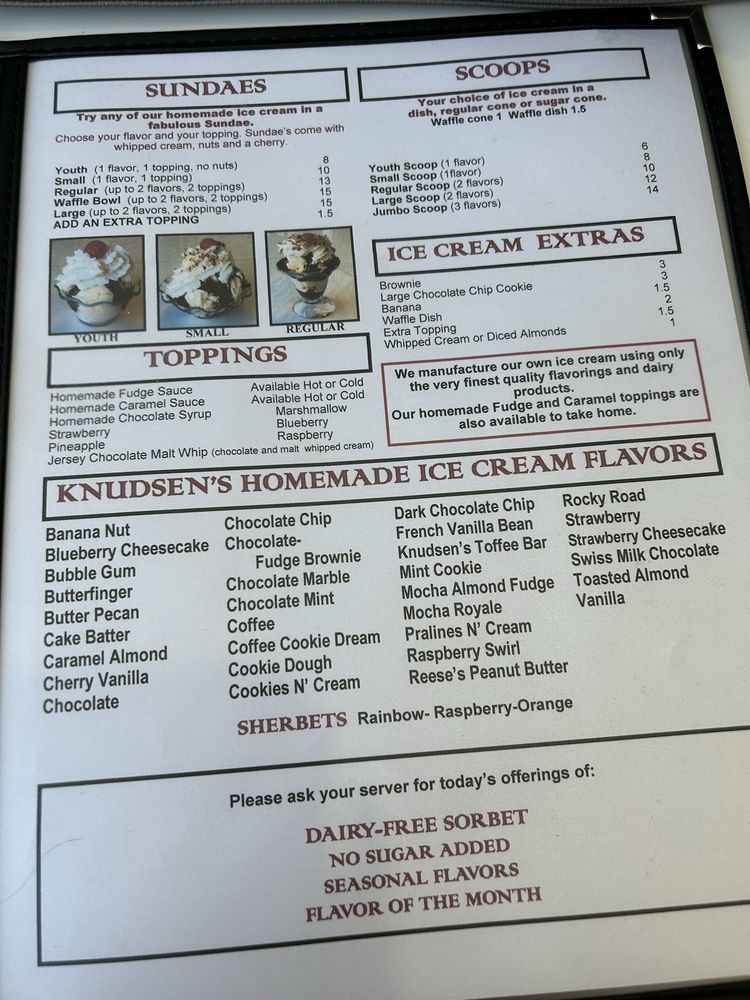 SUNDAES
Try any of our homemade ice cream in a
fabulous Sundae.
Choose your flavor and your topping. Sundae's come with
whipped cream, nuts and a cherry.
Youth (1 flavor, 1 topping, no nuts) 8
Small (1 flavor, 1 topping) 10
Regular (up to 2 flavors, 2 toppings) 13
Waffle Bowl (up to 2 flavors, 2 toppings) 15
Large (up to 2 flavors, 2 toppings) 15
ADD AN EXTRA TOPPING 1.5
YOUTH
SMALL
REGULAR
SCOOPS
Your choice of ice cream in a
dish, regular cone or sugar cone.
Waffle cone 1 Waffle dish 1.5
Youth Scoop (1 flavor) 6
Small Scoop (1flavor) 8
Regular Scoop (2 flavors) 10
Large Scoop (2 flavors) 12
Jumbo Scoop (3 flavors) 14
ICE CREAM EXTRAS
Brownie 3
Large Chocolate Chip Cookie 3
Banana 1.5
Waffle Dish 2
Extra Topping 1.5
Whipped Cream or Diced Almonds 1
TOPPINGS
Homemade Fudge Sauce Available Hot or Cold
Homemade Caramel Sauce Available Hot or Cold
Homemade Chocolate Syrup Marshmallow
Strawberry Blueberry
Pineapple Raspberry
Jersey Chocolate Malt Whip (chocolate and malt whipped cream)
We manufacture our own ice cream using only
the very finest quality flavorings and dairy
products.
Our homemade Fudge and Caramel toppings are
also available to take home.
KNUDSEN'S HOMEMADE ICE CREAM FLAVORS
Banana Nut
Blueberry Cheesecake
Bubble Gum
Butterfinger
Butter Pecan
Cake Batter
Caramel Almond
Cherry Vanilla
Chocolate
Chocolate Chip
Chocolate-
Fudge Brownie
Chocolate Marble
Chocolate Mint
Coffee
Coffee Cookie Dream
Cookie Dough
Cookies N' Cream
Dark Chocolate Chip
French Vanilla Bean
Knudsen's Toffee Bar
Mint Cookie
Mocha Almond Fudge
Mocha Royale
Pralines N' Cream
Raspberry Swirl
Reese's Peanut Butter
Rocky Road
Strawberry
Strawberry Cheesecake
Swiss Milk Chocolate
Toasted Almond
Vanilla
SHERBETS Rainbow- Raspberry-Orange
Please ask your server for today's offerings of:
DAIRY-FREE SORBET
NO SUGAR ADDED
SEASONAL FLAVORS
FLAVOR OF THE MONTH